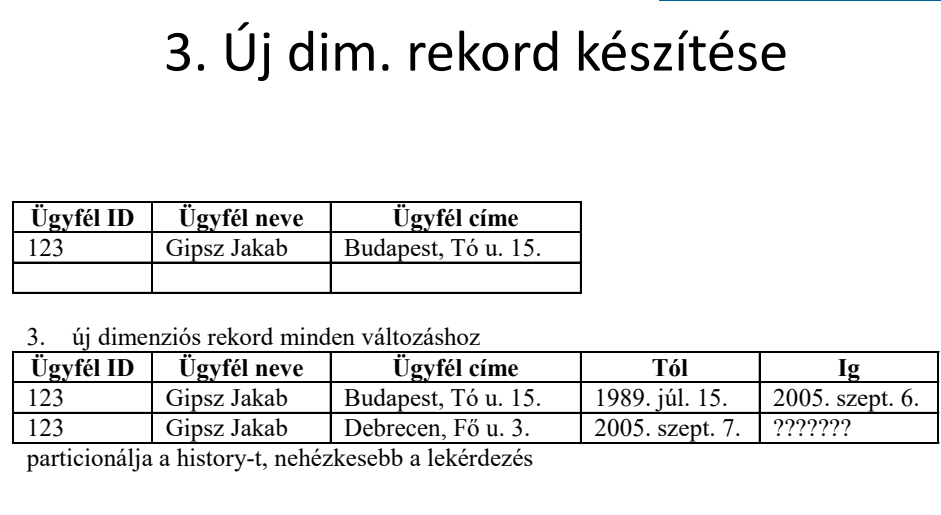 3. Új dim. rekord készítése
Ügyfél ID Ügyfél neve Ügyfél címe
123 Gipsz Jakab Budapest, Tó u. 15.
3. új dimenziós rekord minden változáshoz
Ügyfél ID Ügyfél neve Ügyfél címe Tól Ig
123 Gipsz Jakab Budapest, Tó u. 15. 1989. júl. 15. 2005. szept. 6.
123 Gipsz Jakab Debrecen, Fő u. 3. 2005. szept. 7. ???????
particionálja a history-t, nehézkesebb a lekérdezés